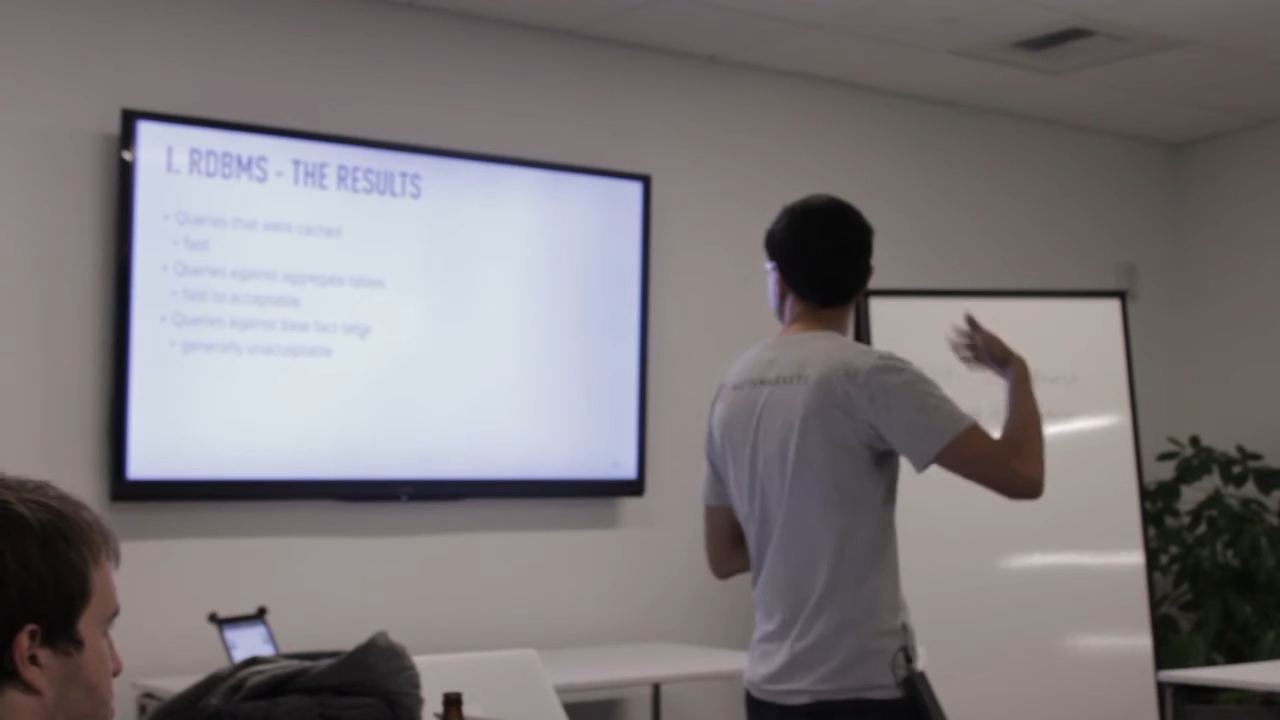 I. RDBMS - THE RESULTS
• Queries that were cached
• fast
• Queries against aggregate tables
• fast to acceptable
• Queries against base fact table
• generally unacceptable
METAMARKETS